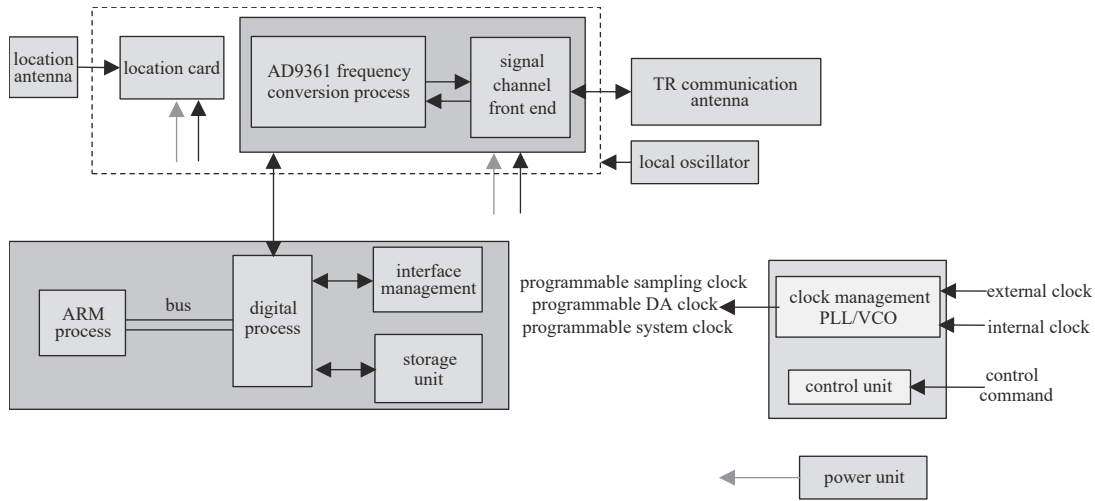 location
antenna
location card
AD9361 frequency
conversion process
signal
channel
front end
TR communication
antenna
local oscillator
ARM
process
bus
digital
process
interface
management
storage
unit
programmable sampling clock
programmable DA clock
programmable system clock
clock management
PLL/VCO
external clock
internal clock
control unit
control
command
power unit